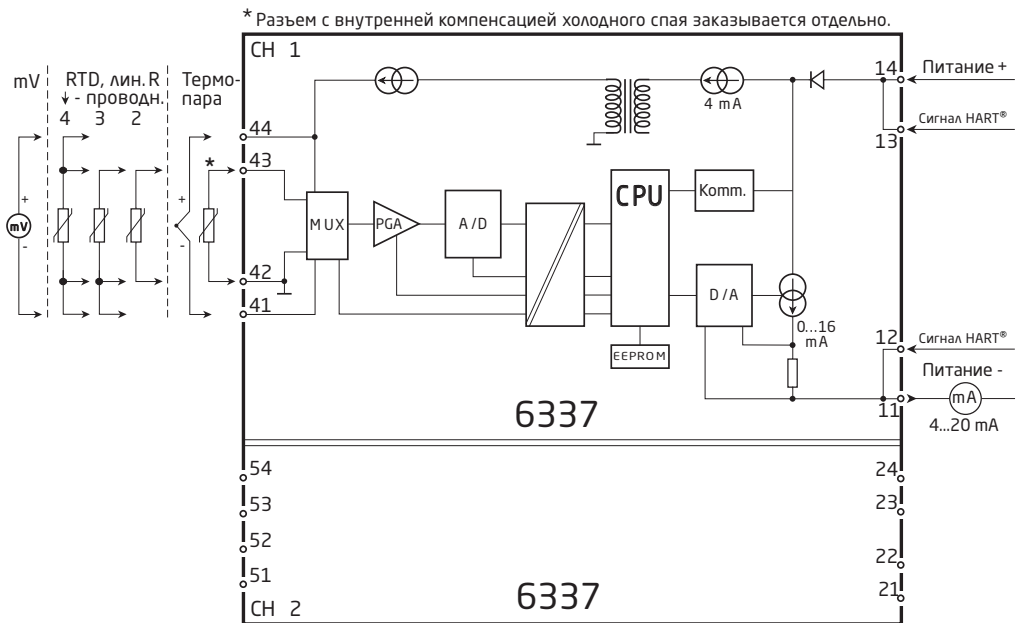 * Разъем с внутренней компенсацией холодного спая заказывается отдельно.
CH 1
mV
RTD, лин. R
- проводн.
4 3 2
Термо-
пара
44
*
43
42
41
+
mV
-
+
-
MUX
PGA
A/D
CPU
Komm.
D/A
EEPROM
4 mA
0...16
mA
14
Питание +
Сигнал HART®
13
12
Сигнал HART®
Питание -
11
mA
4...20 mA
6337
54
53
52
51
24
23
22
21
CH 2
6337